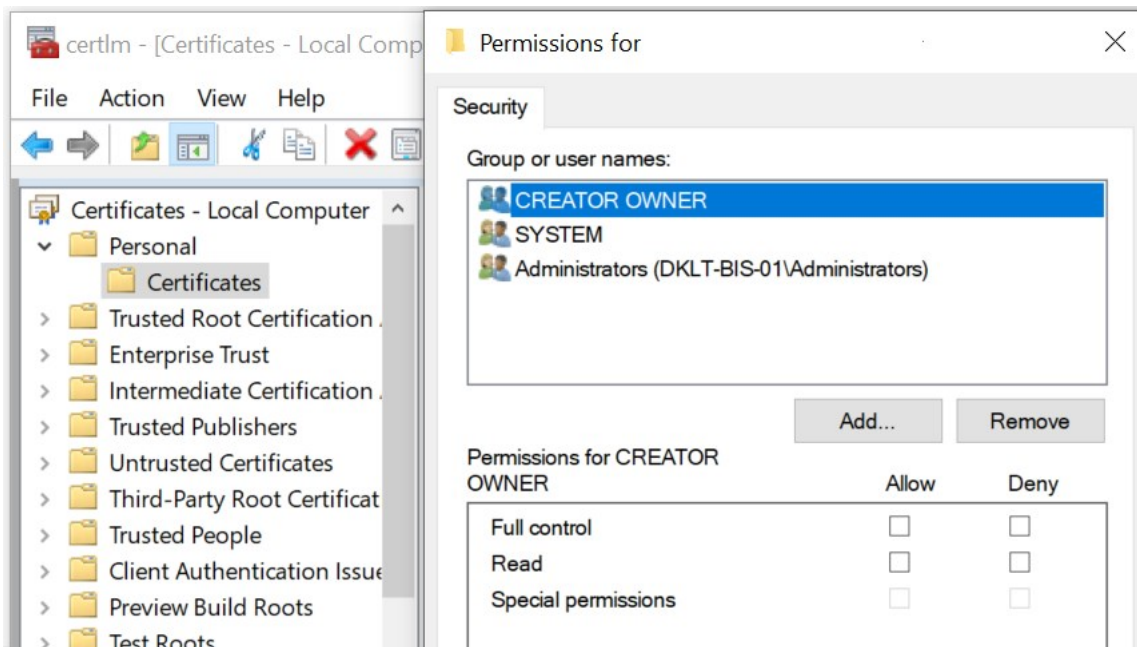 certlm - [Certificates - Local Comp
File Action View Help
Certificates - Local Computer
Personal
Certificates
Trusted Root Certification
Enterprise Trust
Intermediate Certification
Trusted Publishers
Untrusted Certificates
Third-Party Root Certificat
Trusted People
Client Authentication Issue
Preview Build Roots
Test Roots
Permissions for
Security
Group or user names:
CREATOR OWNER
SYSTEM
Administrators (DKLT-BIS-01\Administrators)
Add... Remove
Permissions for CREATOR
OWNER Allow Deny
Full control
Read
Special permissions